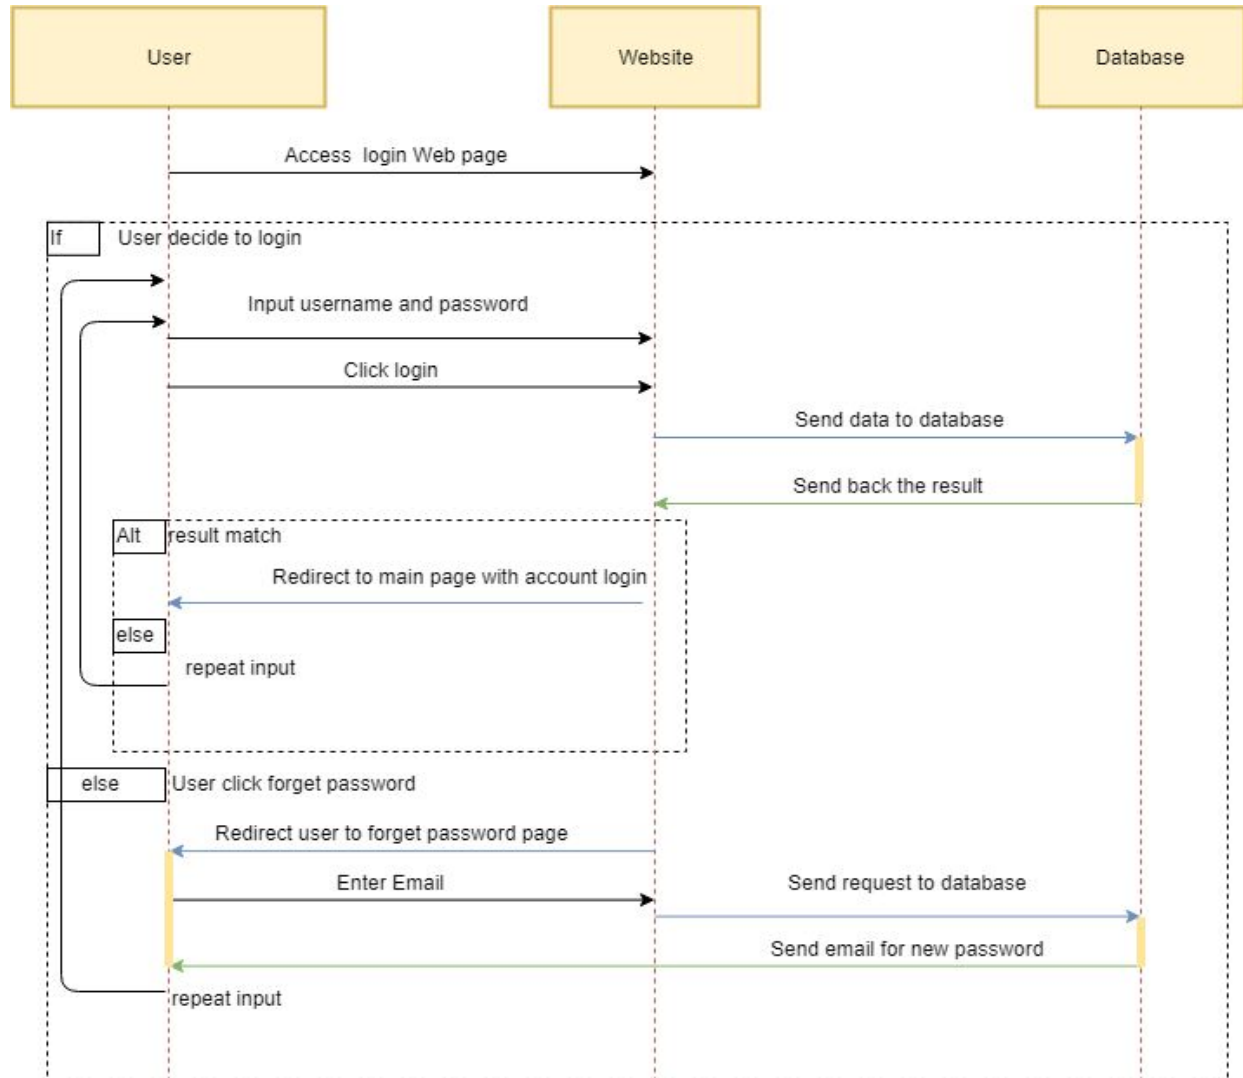 User
Website
Database
Access login Web page
If
User decide to login
Input username and password
Click login
Send data to database
Send back the result
Alt
result match
Redirect to main page with account login
else
repeat input
else
User click forget password
Redirect user to forget password page
Enter Email
Send request to database
Send email for new password
repeat input